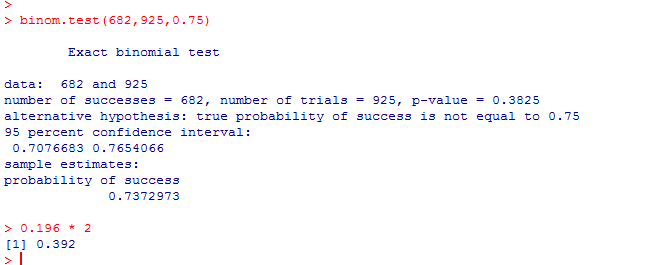 >
> binom.test(682,925,0.75)
Exact binomial test
data:  682 and 925
number of successes = 682, number of trials = 925, p-value = 0.3825
alternative hypothesis: true probability of success is not equal to 0.75
95 percent confidence interval:
 0.7076683 0.7654066
sample estimates:
probability of success
0.7372973
> 0.196 * 2
[1] 0.392
>